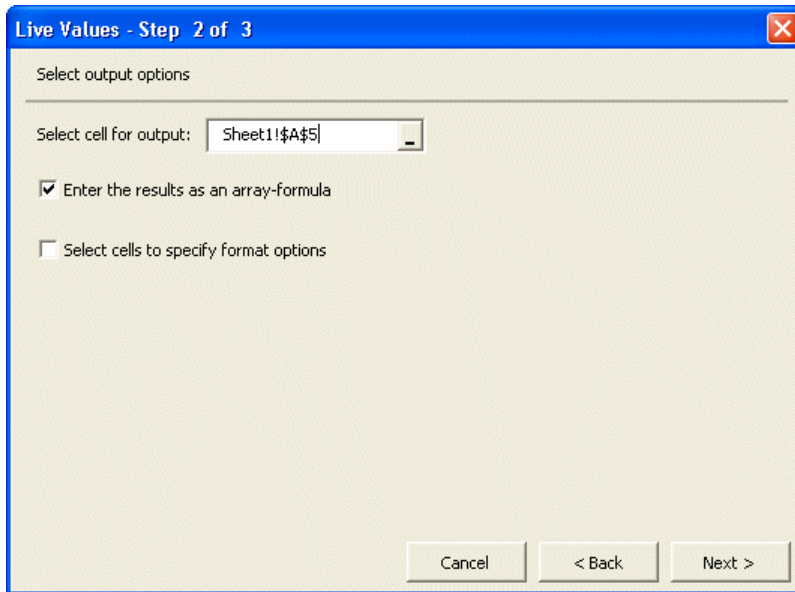 Live Values - Step 2 of 3
Select output options
Select cell for output: Sheet1!$A$5
Enter the results as an array-formula
Select cells to specify format options
Cancel < Back Next >